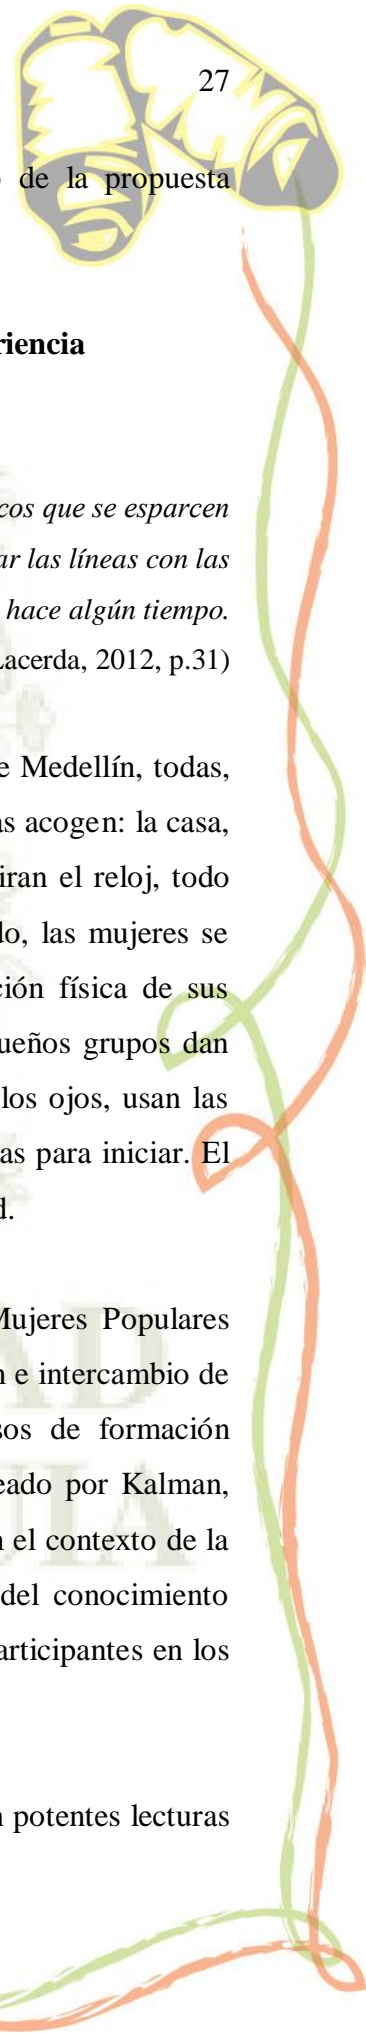 27
de la propuesta
riencia
cos que se esparcen
ar las líneas con las
hace algún tiempo.
Lacerda, 2012, p.31)
e Medellín, todas,
as acogen: la casa,
iran el reloj, todo
do, las mujeres se
ción física de sus
ueños grupos dan
los ojos, usan las
as para iniciar. El
d.
Mujeres Populares
n e intercambio de
sos de formación
eado por Kalman,
n el contexto de la
del conocimiento
articipantes en los
n potentes lecturas